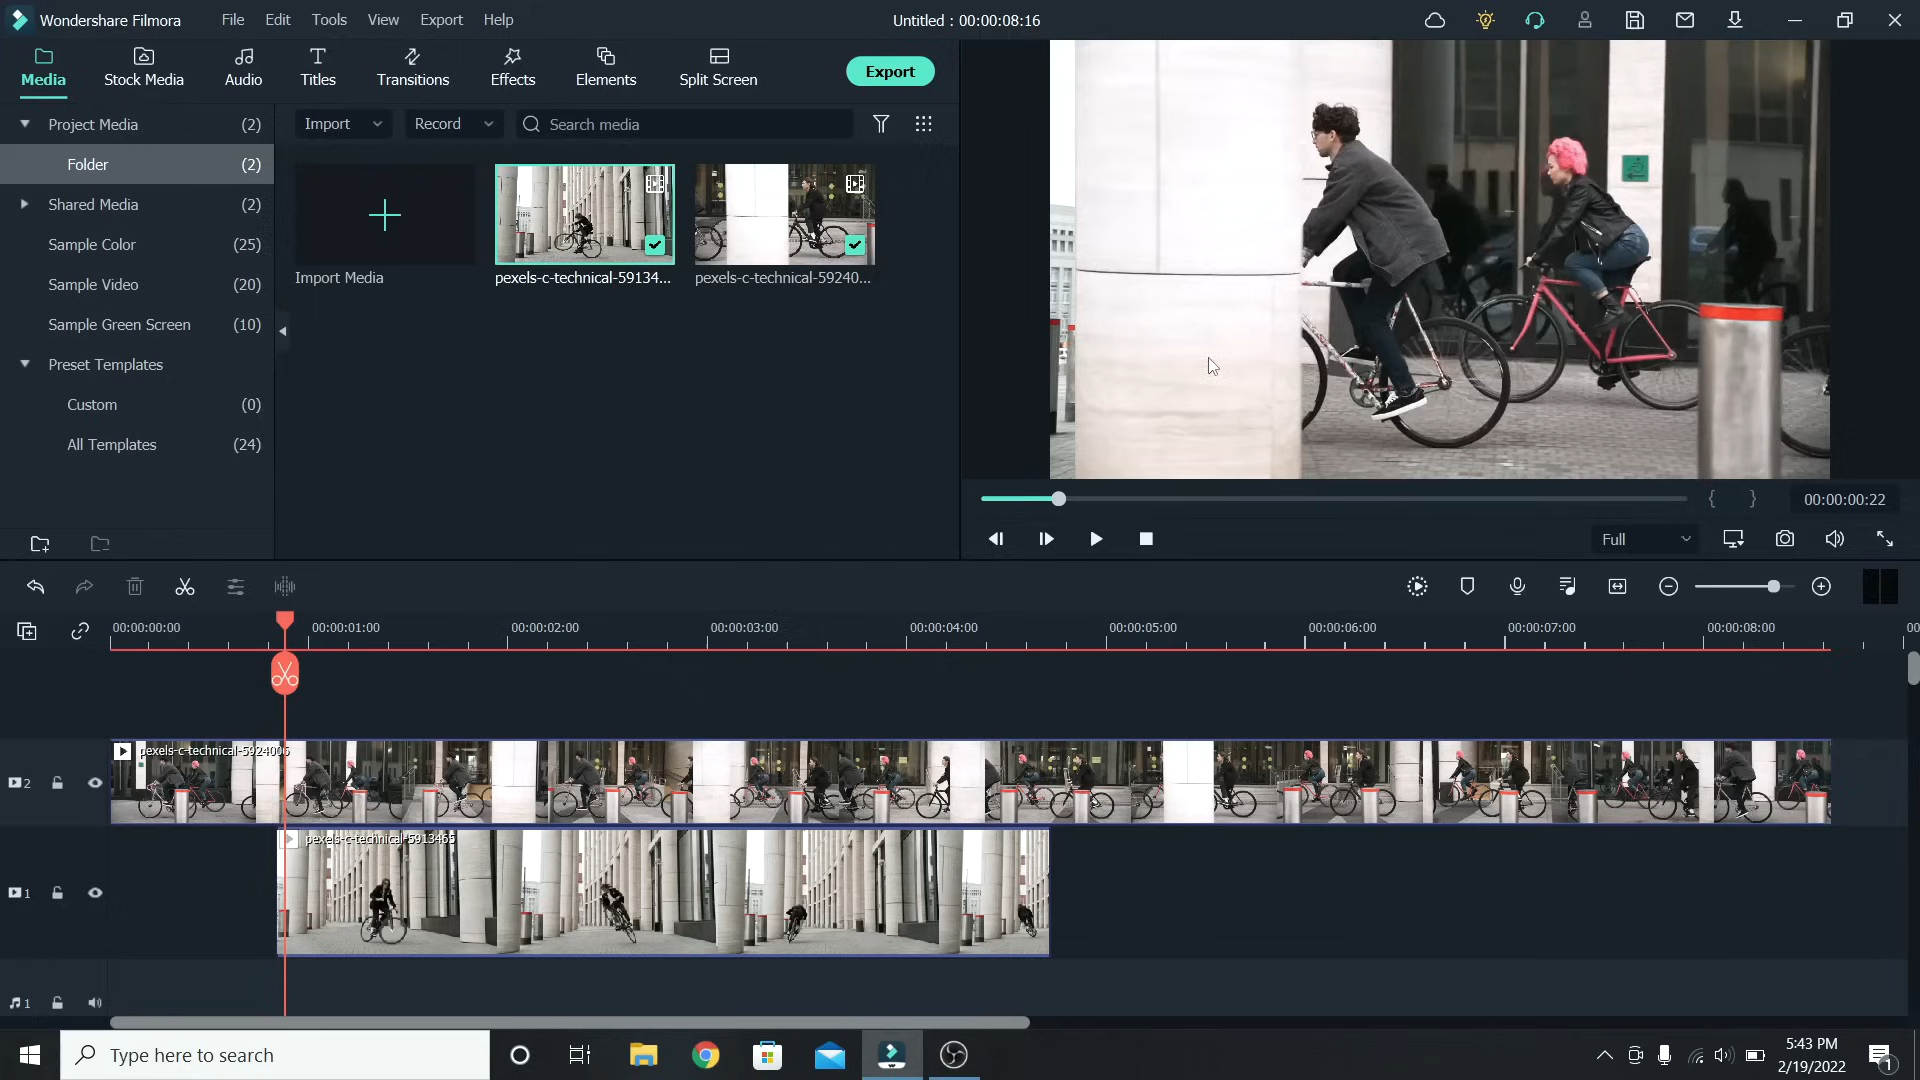 Wondershare Filmora File Edit Tools View Export Help Untitled : 00:00:08:16
Media Stock Media Audio Titles Transitions Effects Elements Split Screen Export
Project Media (2)
Folder (2)
Shared Media (2)
Sample Color (25)
Sample Video (20)
Sample Green Screen (10)
Preset Templates
Custom (0)
All Templates (24)
Import Record Search media
Import Media
pexels-c-technical-59134...
pexels-c-technical-59240...
00:00:00:22
Full
00:00:00:00 00:00:01:00 00:00:02:00 00:00:03:00 00:00:04:00 00:00:05:00 00:00:06:00 00:00:07:00 00:00:08:00 00
pexels-c-technical-5924006
2
pexels-c-technical-5913465
1
1
Type here to search
5:43 PM
2/19/2022
1